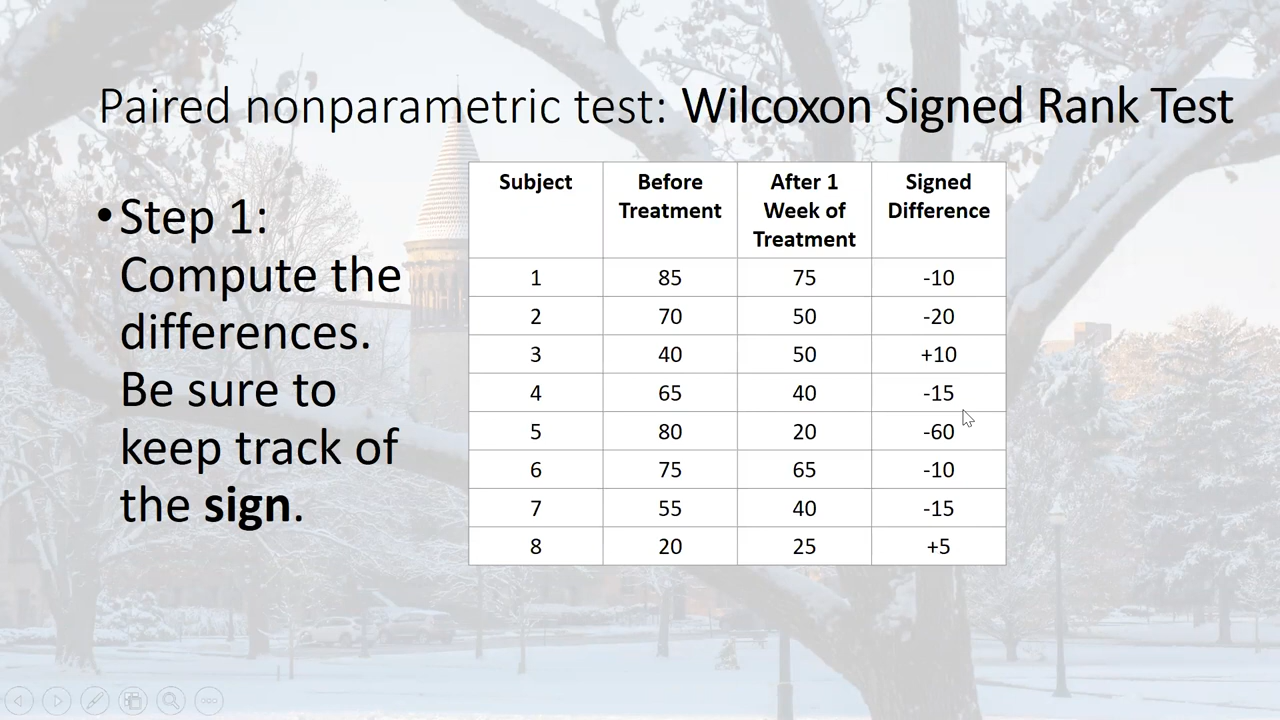 Paired nonparametric test: Wilcoxon Signed Rank Test
• Step 1:
Compute the
differences.
Be sure to
keep track of
the sign.
Subject Before Treatment After 1 Week of Treatment Signed Difference
1 85 75 -10
2 70 50 -20
3 40 50 +10
4 65 40 -15
5 80 20 -60
6 75 65 -10
7 55 40 -15
8 20 25 +5